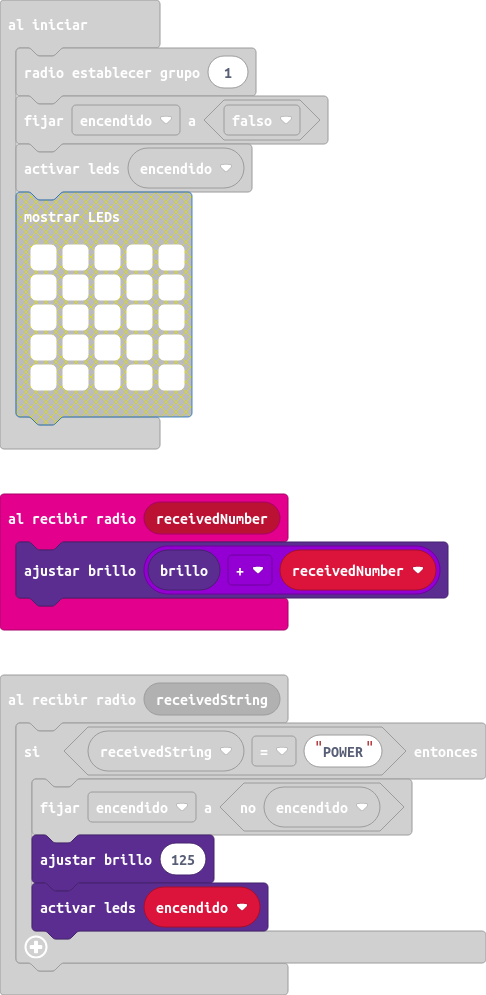 al iniciar
radio establecer grupo 1
fijar encendido a falso
activar leds encendido
mostrar LEDs
al recibir radio receivedNumber
ajustar brillo brillo + receivedNumber
al recibir radio receivedString
si receivedString = "POWER" entonces
fijar encendido a no encendido
ajustar brillo 125
activar leds encendido